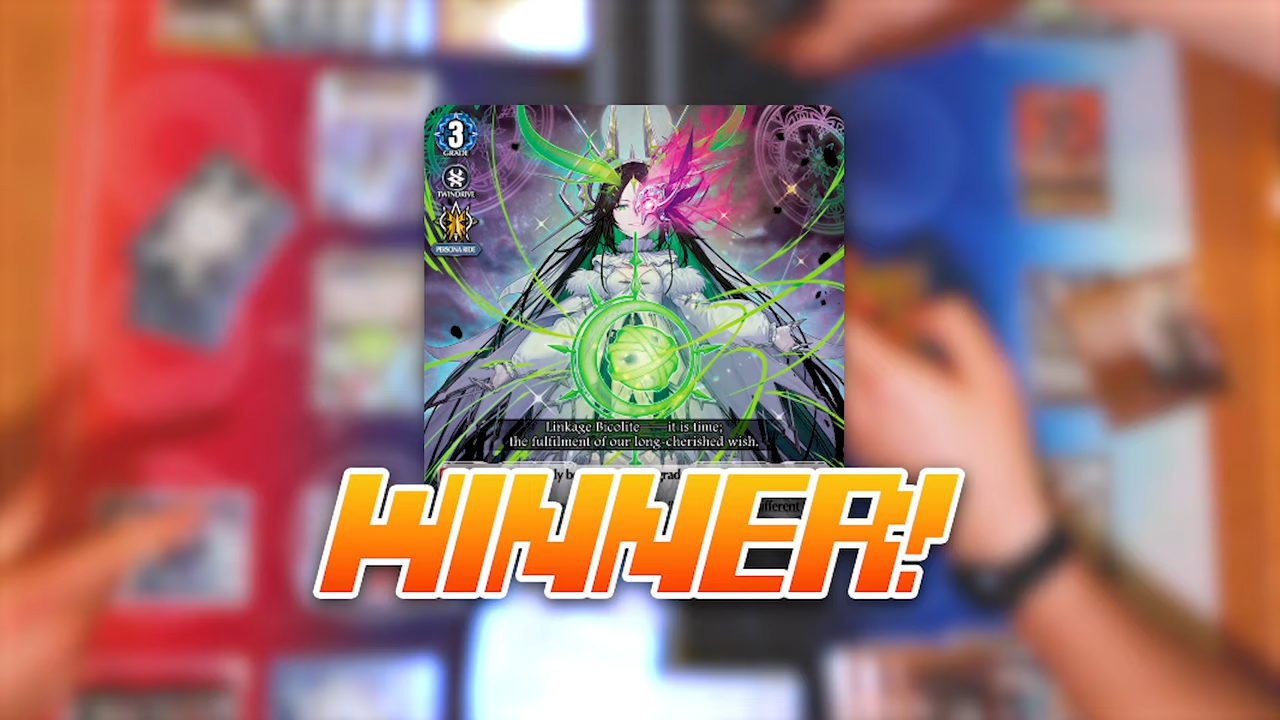 3
GRADE
TWINDRIVE
PERSONA RIDE
Linkage Bicolite——it is time;
the fulfilment of our long-cherished wish.
WINNER!